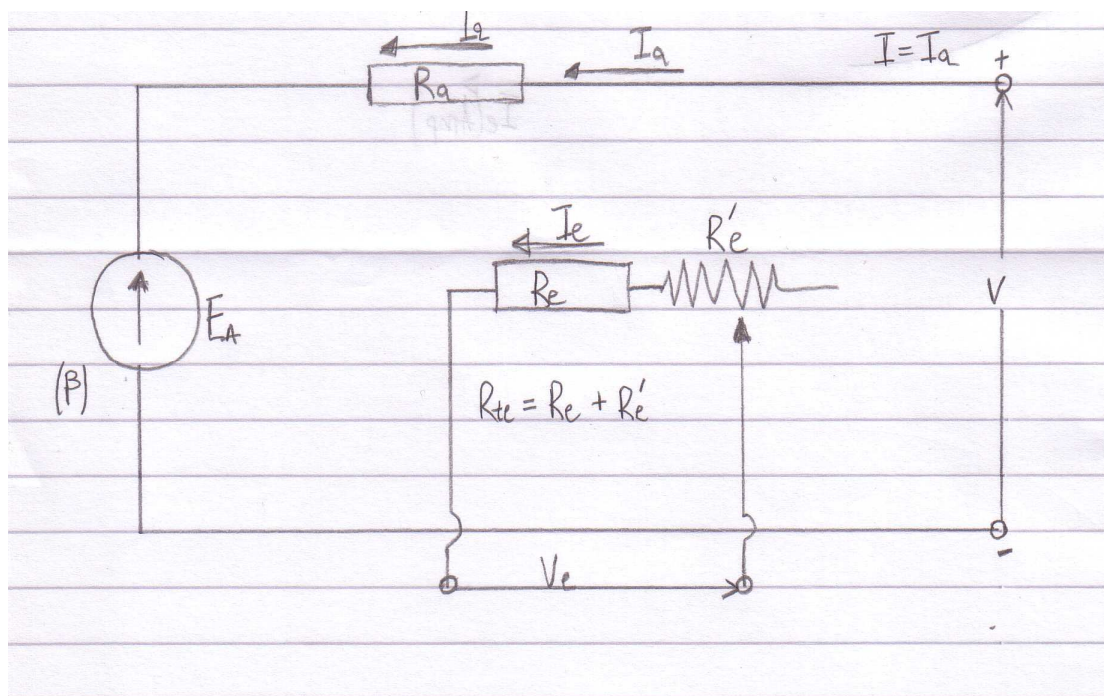 Ia
Ia
I = Ia
+
Ra
Ie
R'e
Re
V
EA
(β)
Rte = Re + R'e
-
Ve